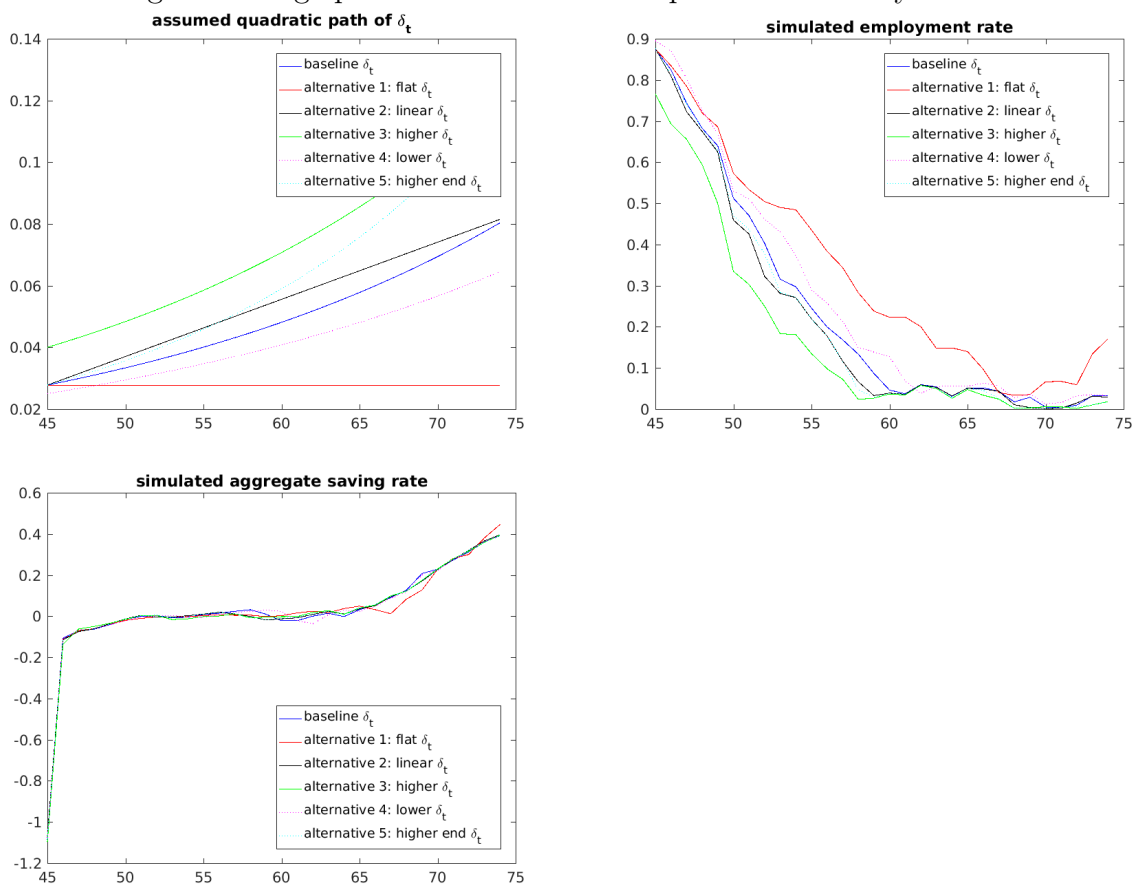 assumed quadratic path of δt
0.14
0.12
0.1
0.08
0.06
0.04
0.02
baseline δt
alternative 1: flat δt
alternative 2: linear δt
alternative 3: higher δt
alternative 4: lower δt
alternative 5: higher end δt
45 50 55 60 65 70 75
simulated employment rate
0.9
0.8
0.7
0.6
0.5
0.4
0.3
0.2
0.1
0
baseline δt
alternative 1: flat δt
alternative 2: linear δt
alternative 3: higher δt
alternative 4: lower δt
alternative 5: higher end δt
45 50 55 60 65 70 75
simulated aggregate saving rate
0.6
0.4
0.2
0
-0.2
-0.4
-0.6
-0.8
-1
-1.2
baseline δt
alternative 1: flat δt
alternative 2: linear δt
alternative 3: higher δt
alternative 4: lower δt
alternative 5: higher end δt
45 50 55 60 65 70 75